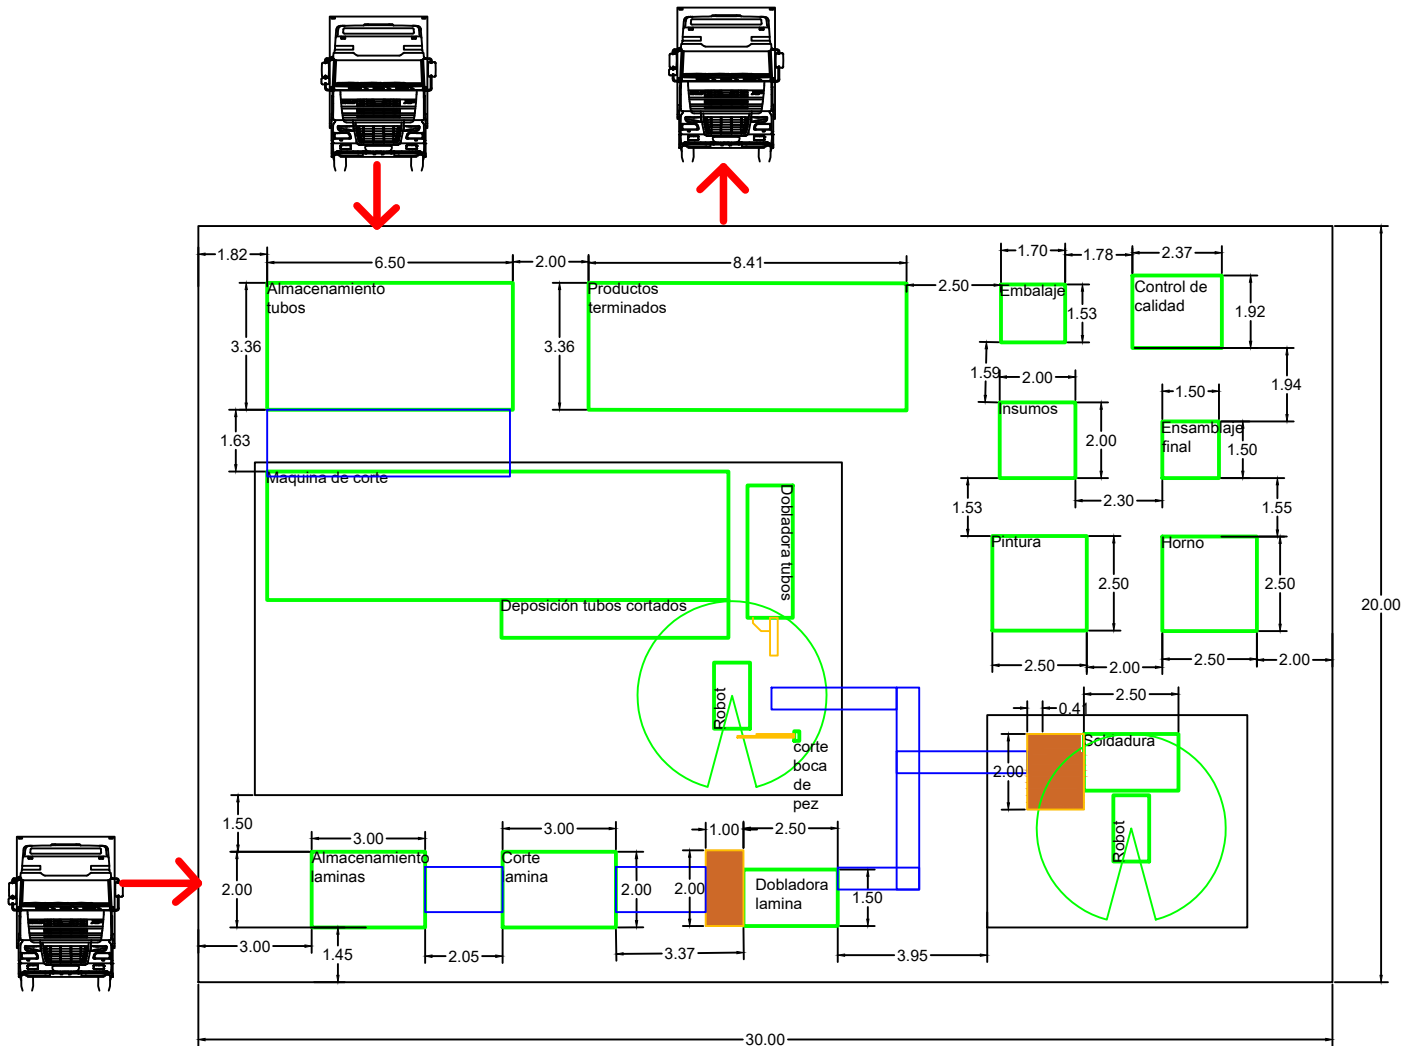 1.82
6.50
2.00
8.41
2.50
1.70
1.78
2.37
Almacenamiento
tubos
Productos
terminados
Embalaje
Control de
calidad
3.36
3.36
1.53
1.92
1.59
2.00
1.94
1.50
Insumos
Ensamblaje
final
1.63
2.00
1.50
Maquina de corte
Dobladora tubos
1.53
2.30
1.55
Pintura
Horno
Deposición tubos cortados
2.50
2.50
20.00
2.50
2.00
2.50
2.00
Robot
2.50
0.41
Soldadura
corte
boca
de
pez
2.00
Robot
1.50
3.00
3.00
1.00
2.50
Almacenamiento
laminas
Corte
lamina
Dobladora
lamina
2.00
2.00
2.00
1.50
3.00
1.45
2.05
3.37
3.95
30.00